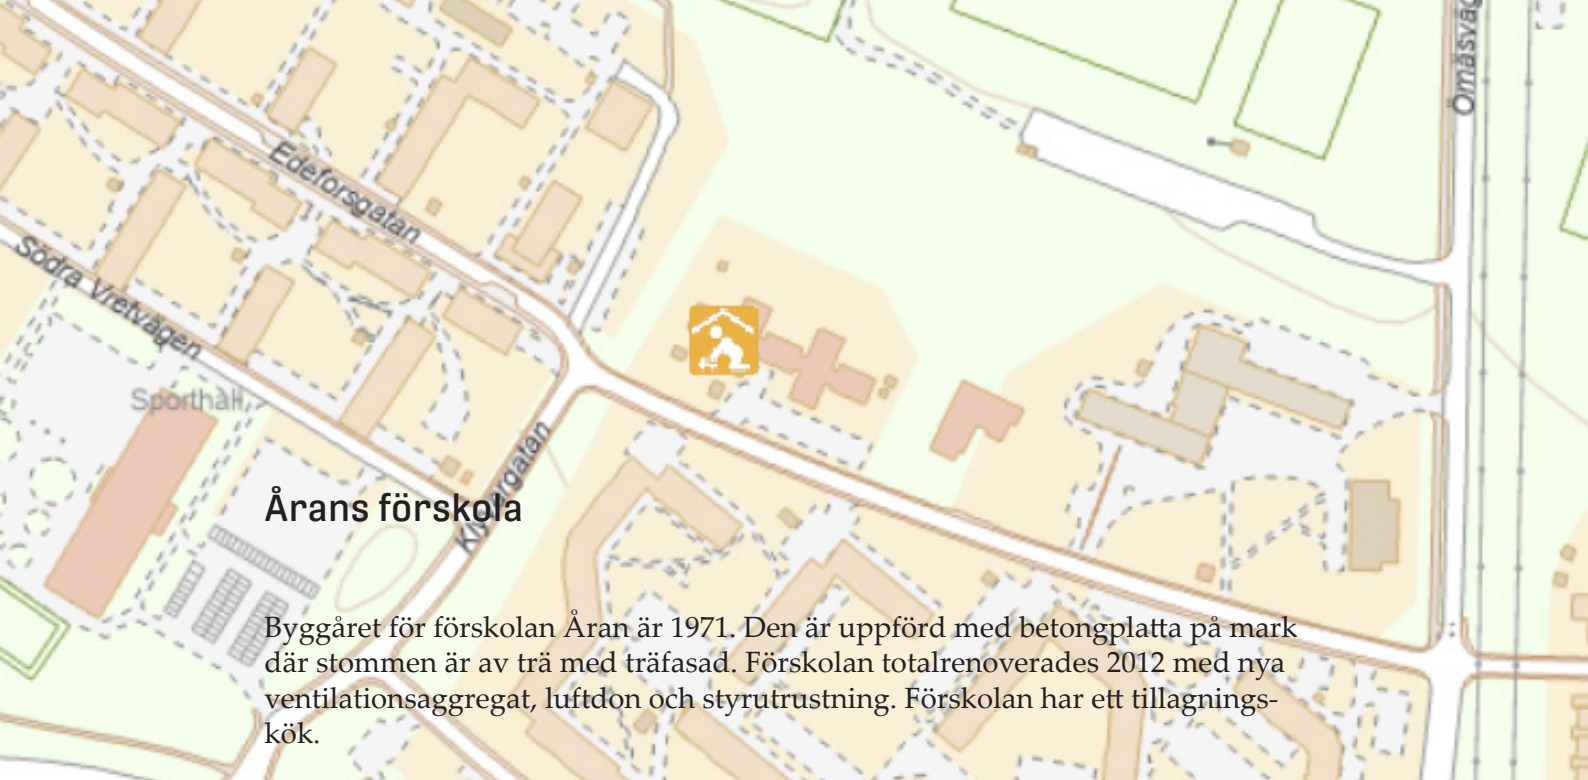 Ömäsväg
Edeforsgatan
Södra Vretvägen
Sporthall
Årans förskola
Byggåret för förskolan Åran är 1971. Den är uppförd med betongplatta på mark
där stommen är av trä med träfasad. Förskolan totalrenoverades 2012 med nya
ventilationsaggregat, luftdon och styrutrustning. Förskolan har ett tillagnings-
kök.